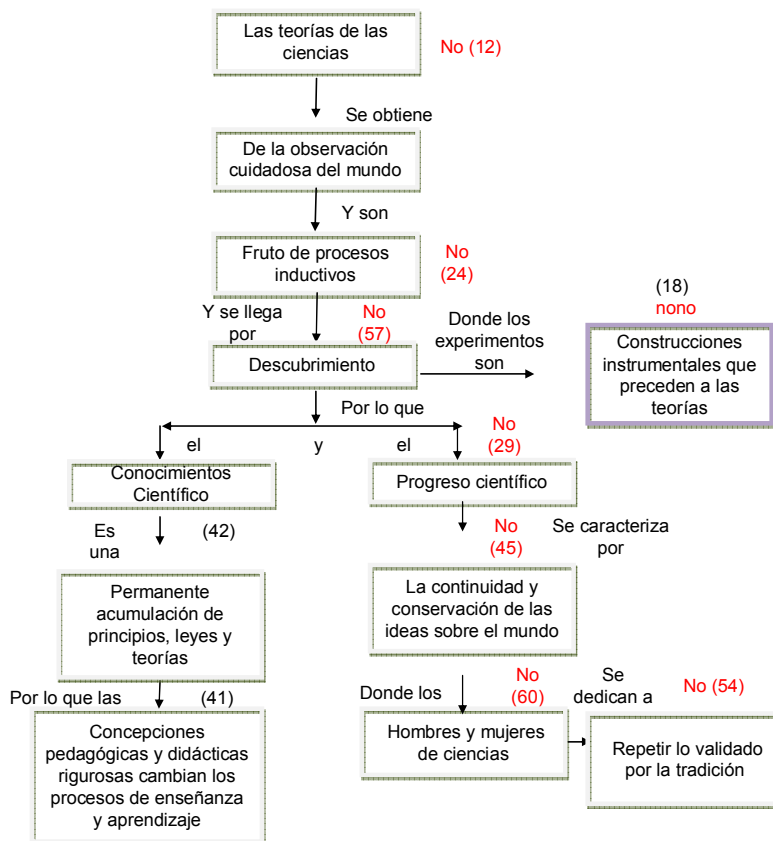 Las teorías de las
ciencias
No (12)
Se obtiene
De la observación
cuidadosa del mundo
Y son
Fruto de procesos
inductivos
No
(24)
Y se llega
por
No
(57)
Descubrimiento
Donde los
experimentos
son
(18)
nono
Construcciones
instrumentales que
preceden a las
teorías
Por lo que
el
y
el
No
(29)
Conocimientos
Científico
Progreso científico
Es
una
(42)
No
(45)
Se caracteriza
por
Permanente
acumulación de
principios, leyes y
teorías
La continuidad y
conservación de las
ideas sobre el mundo
Por lo que las
(41)
Donde los
No
(60)
Se
dedican a
No (54)
Concepciones
pedagógicas y didácticas
rigurosas cambian los
procesos de enseñanza
y aprendizaje
Hombres y mujeres
de ciencias
Repetir lo validado
por la tradición